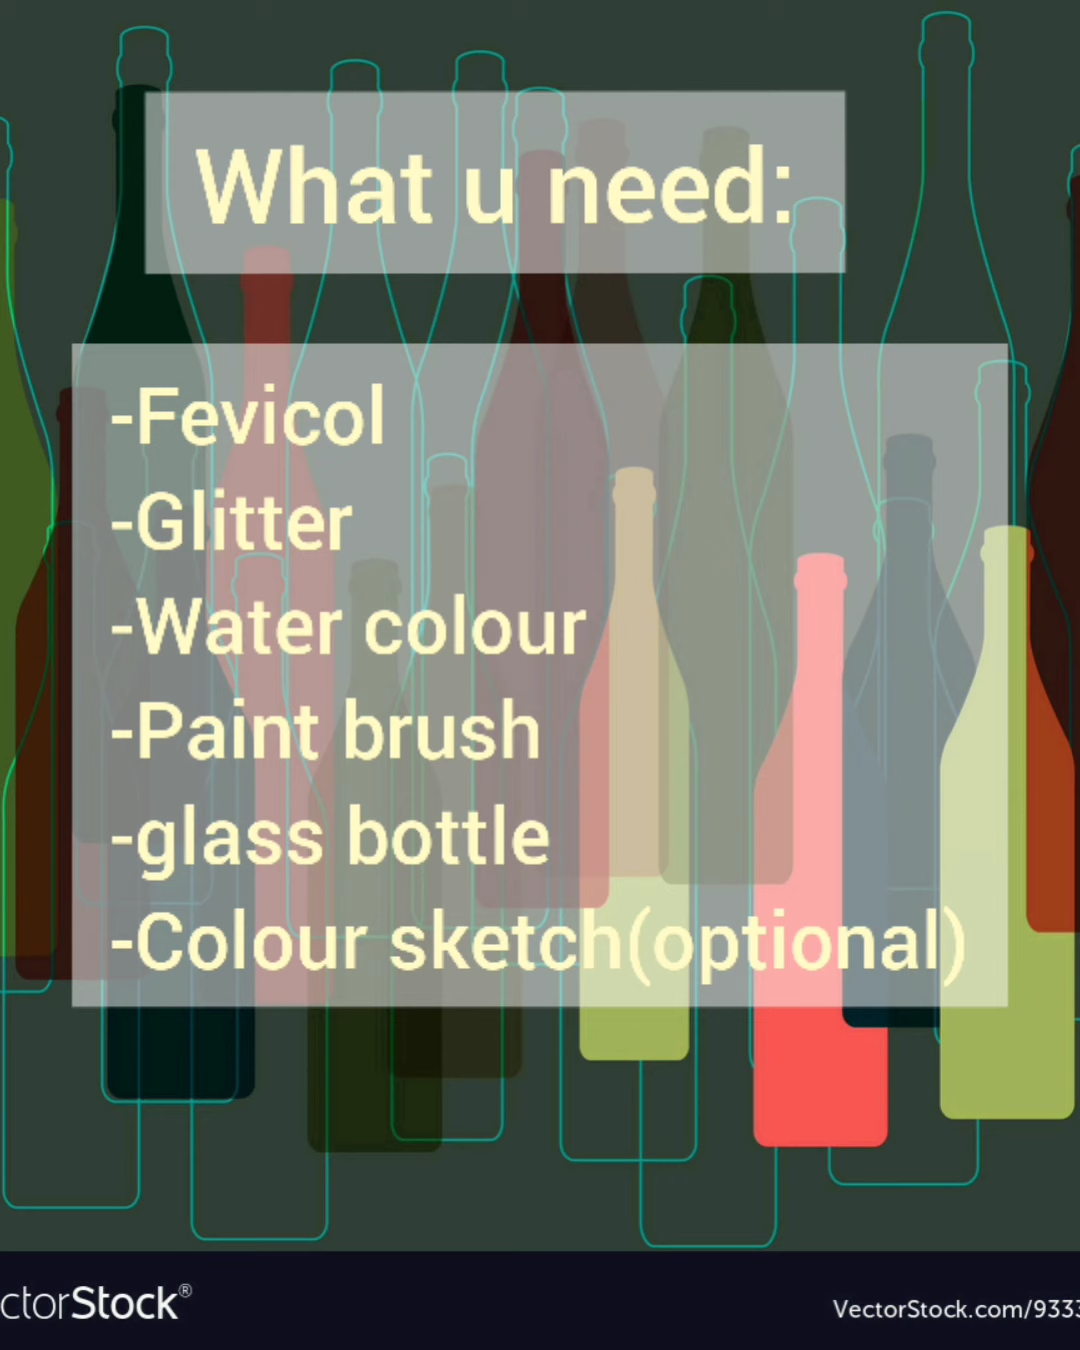 What u need:
-Fevicol
-Glitter
-Water colour
-Paint brush
-glass bottle
-Colour sketch(optional)
ctorStock®
VectorStock.com/933